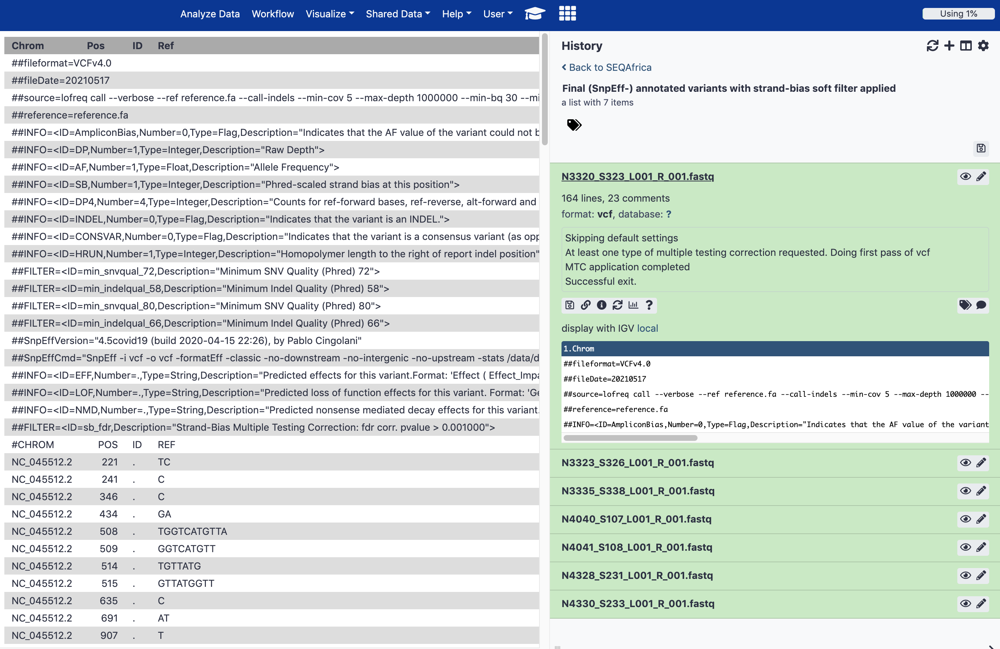 Analyze Data Workflow Visualize Shared Data Help User Using 1%
Chrom Pos ID Ref
##fileformat=VCFv4.0
##fileDate=20210517
##source=lofreq call --verbose --ref reference.fa --call-indels --min-cov 5 --max-depth 1000000 --min-bq 30 --mi
##reference=reference.fa
##INFO=<ID=AmpliconBias,Number=0,Type=Flag,Description="Indicates that the AF value of the variant could not b
##INFO=<ID=DP,Number=1,Type=Integer,Description="Raw Depth">
##INFO=<ID=AF,Number=1,Type=Float,Description="Allele Frequency">
##INFO=<ID=SB,Number=1,Type=Integer,Description="Phred-scaled strand bias at this position">
##INFO=<ID=DP4,Number=4,Type=Integer,Description="Counts for ref-forward bases, ref-reverse, alt-forward and
##INFO=<ID=INDEL,Number=0,Type=Flag,Description="Indicates that the variant is an INDEL.">
##INFO=<ID=CONSVAR,Number=0,Type=Flag,Description="Indicates that the variant is a consensus variant (as opp
##INFO=<ID=HRUN,Number=1,Type=Integer,Description="Homopolymer length to the right of report indel position"
##FILTER=<ID=min_snvqual_72,Description="Minimum SNV Quality (Phred) 72">
##FILTER=<ID=min_indelqual_58,Description="Minimum Indel Quality (Phred) 58">
##FILTER=<ID=min_snvqual_80,Description="Minimum SNV Quality (Phred) 80">
##FILTER=<ID=min_indelqual_66,Description="Minimum Indel Quality (Phred) 66">
##SnpEffVersion="4.5covid19 (build 2020-04-15 22:26), by Pablo Cingolani"
##SnpEffCmd="SnpEff -i vcf -o vcf -formatEff -classic -no-downstream -no-intergenic -no-upstream -stats /data/d
##INFO=<ID=EFF,Number=.,Type=String,Description="Predicted effects for this variant.Format: 'Effect ( Effect_Impa
##INFO=<ID=LOF,Number=.,Type=String,Description="Predicted loss of function effects for this variant. Format: 'Ge
##INFO=<ID=NMD,Number=.,Type=String,Description="Predicted nonsense mediated decay effects for this variant.
##FILTER=<ID=sb_fdr,Description="Strand-Bias Multiple Testing Correction: fdr corr. pvalue > 0.001000">
#CHROM POS ID REF
NC_045512.2 221 . TC
NC_045512.2 241 . C
NC_045512.2 346 . C
NC_045512.2 434 . GA
NC_045512.2 508 . TGGTCATGTTA
NC_045512.2 509 . GGTCATGTT
NC_045512.2 514 . TGTTATG
NC_045512.2 515 . GTTATGGTT
NC_045512.2 635 . C
NC_045512.2 691 . AT
NC_045512.2 907 . T
History
Back to SEQAfrica
Final (SnpEff-) annotated variants with strand-bias soft filter applied
a list with 7 items
N3320_S323_L001_R_001.fastq
164 lines, 23 comments
format: vcf, database: ?
Skipping default settings
At least one type of multiple testing correction requested. Doing first pass of vcf
MTC application completed
Successful exit.
display with IGV local
1.Chrom
##fileformat=VCFv4.0
##fileDate=20210517
##source=lofreq call --verbose --ref reference.fa --call-indels --min-cov 5 --max-depth 1000000 --
##reference=reference.fa
##INFO=<ID=AmpliconBias,Number=0,Type=Flag,Description="Indicates that the AF value of the variant
N3323_S326_L001_R_001.fastq
N3335_S338_L001_R_001.fastq
N4040_S107_L001_R_001.fastq
N4041_S108_L001_R_001.fastq
N4328_S231_L001_R_001.fastq
N4330_S233_L001_R_001.fastq